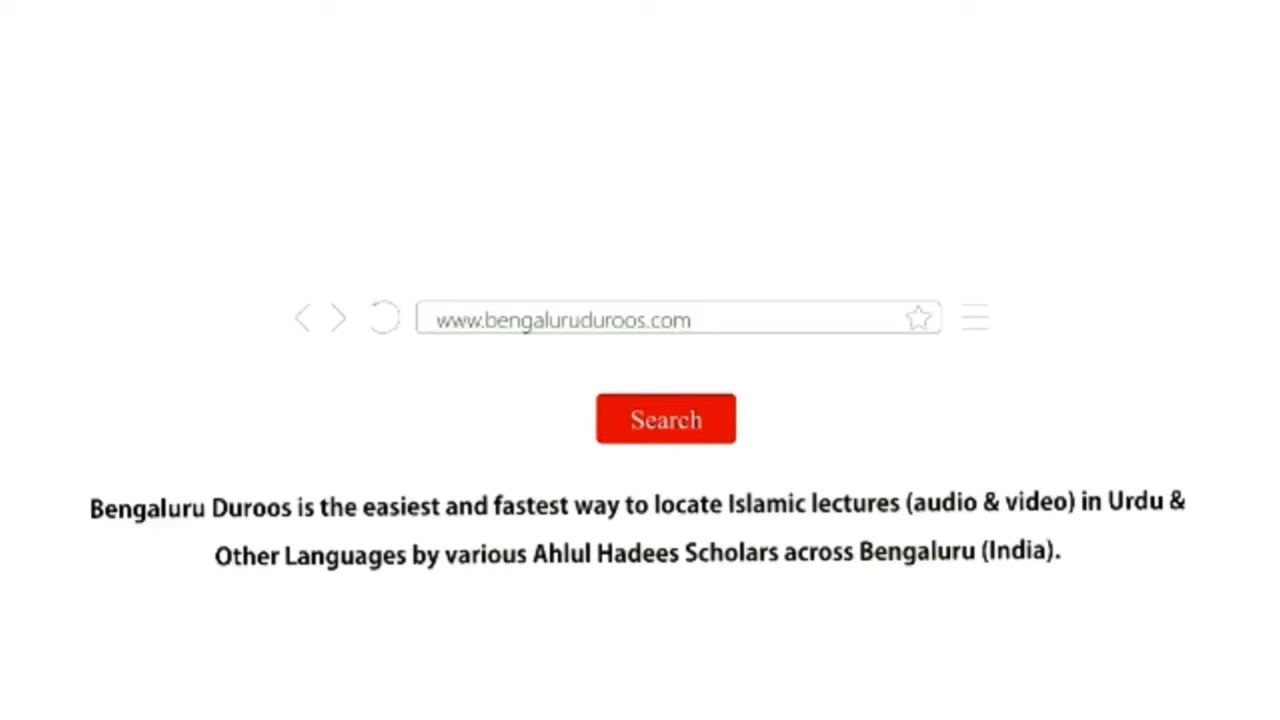 www.bengaluruduroos.com
Search
Bengaluru Duroos is the easiest and fastest way to locate Islamic lectures (audio & video) in Urdu &
Other Languages by various Ahlul Hadees Scholars across Bengaluru (India).